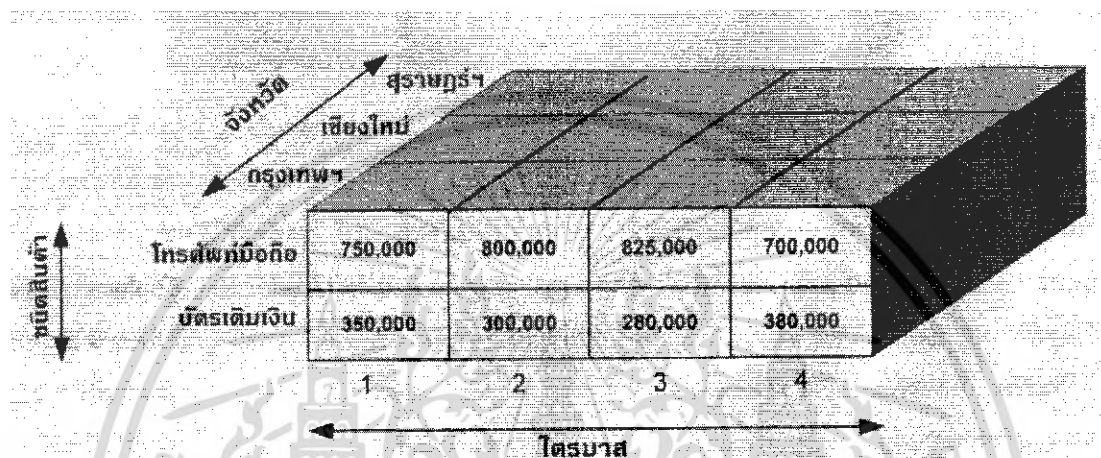 จังหวัด
สุราษฎร์ฯ
เชียงใหม่
กรุงเทพฯ
ชนิดสินค้า
โทรศัพท์มือถือ 750,000 800,000 825,000 700,000
บัตรเติมเงิน 350,000 300,000 280,000 380,000
1 2 3 4
ไตรมาส